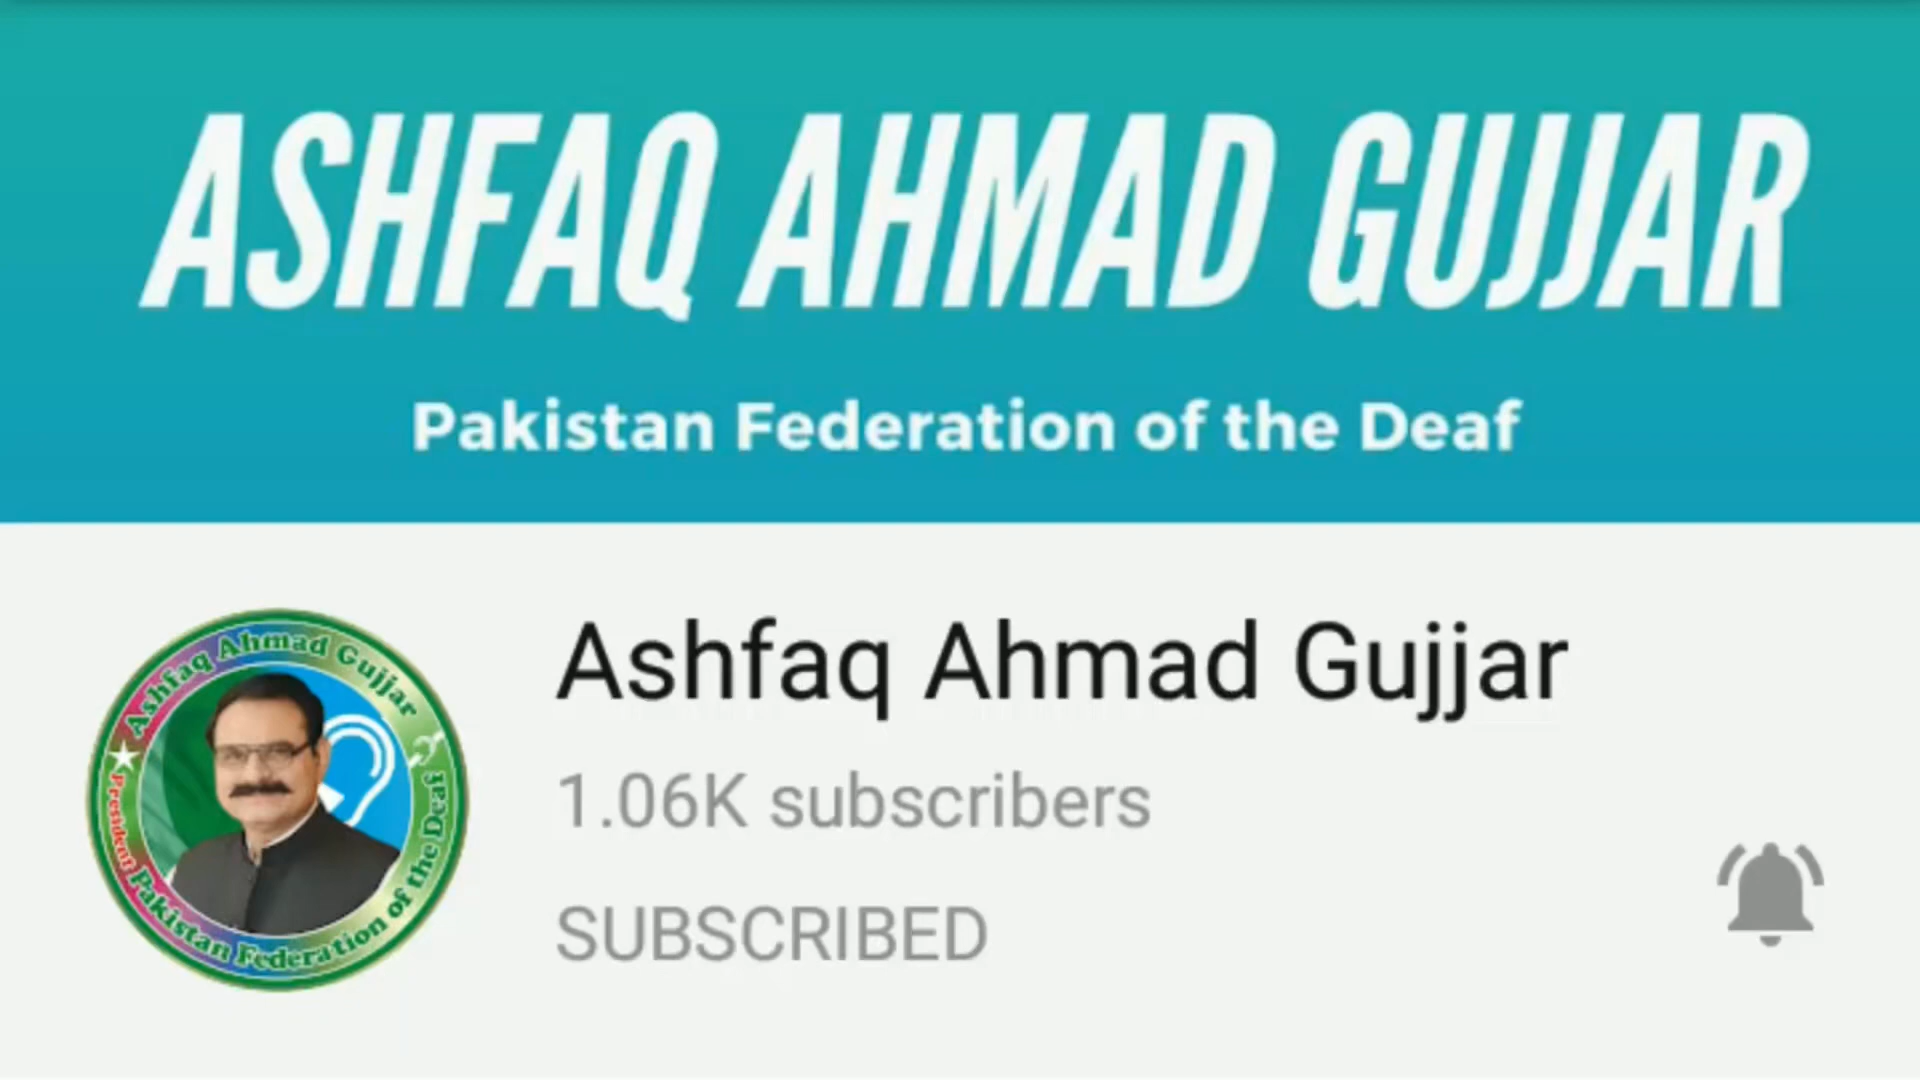 ASHFAQ AHMAD GUJJAR
Pakistan Federation of the Deaf
Ashfaq Ahmad Gujjar
President Pakistan Federation of the Deaf
Ashfaq Ahmad Gujjar
1.06K subscribers
SUBSCRIBED